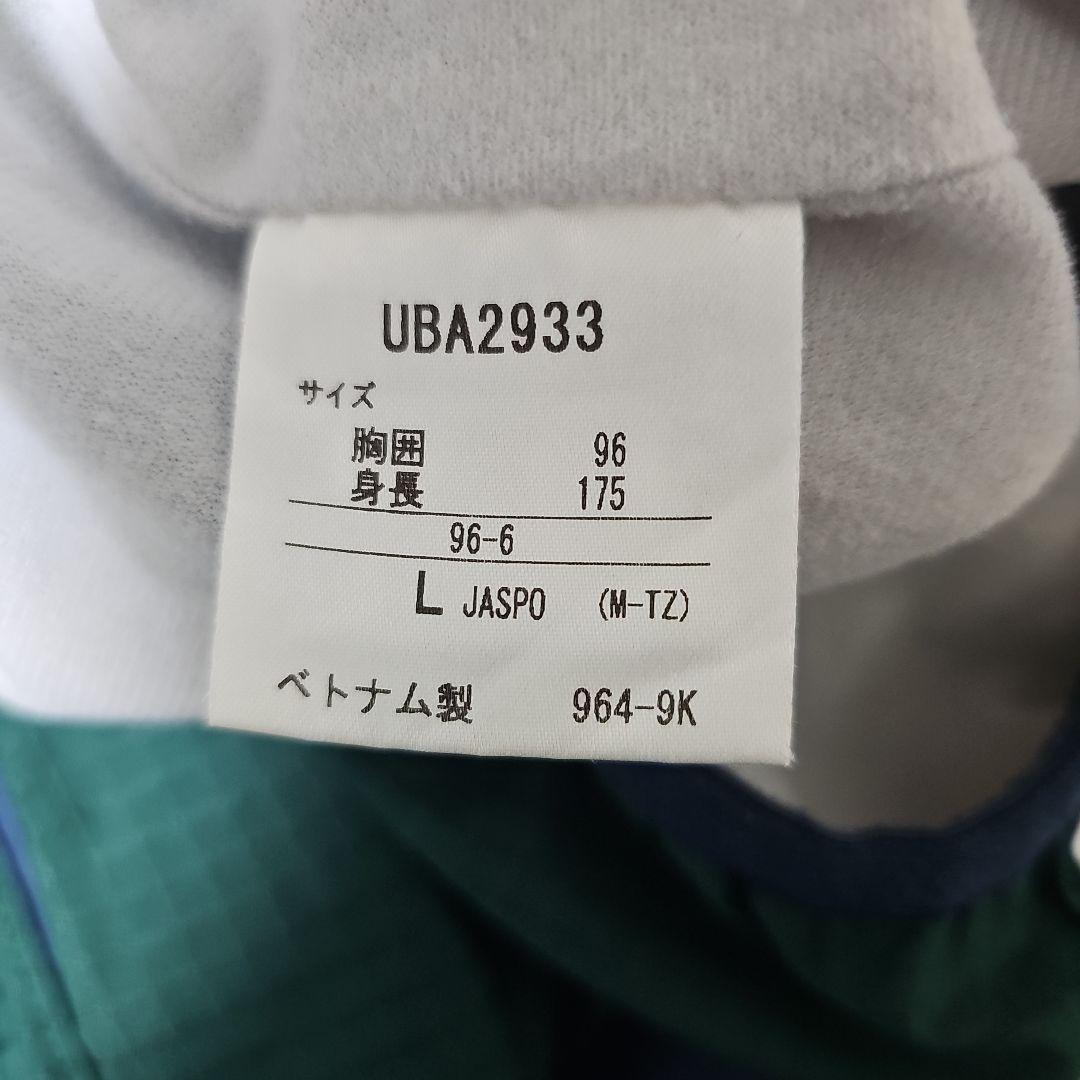 UBA2933
サイズ
胸囲 96
身長 175
96-6
L JASPO (M-TZ)
ベトナム製 964-9K